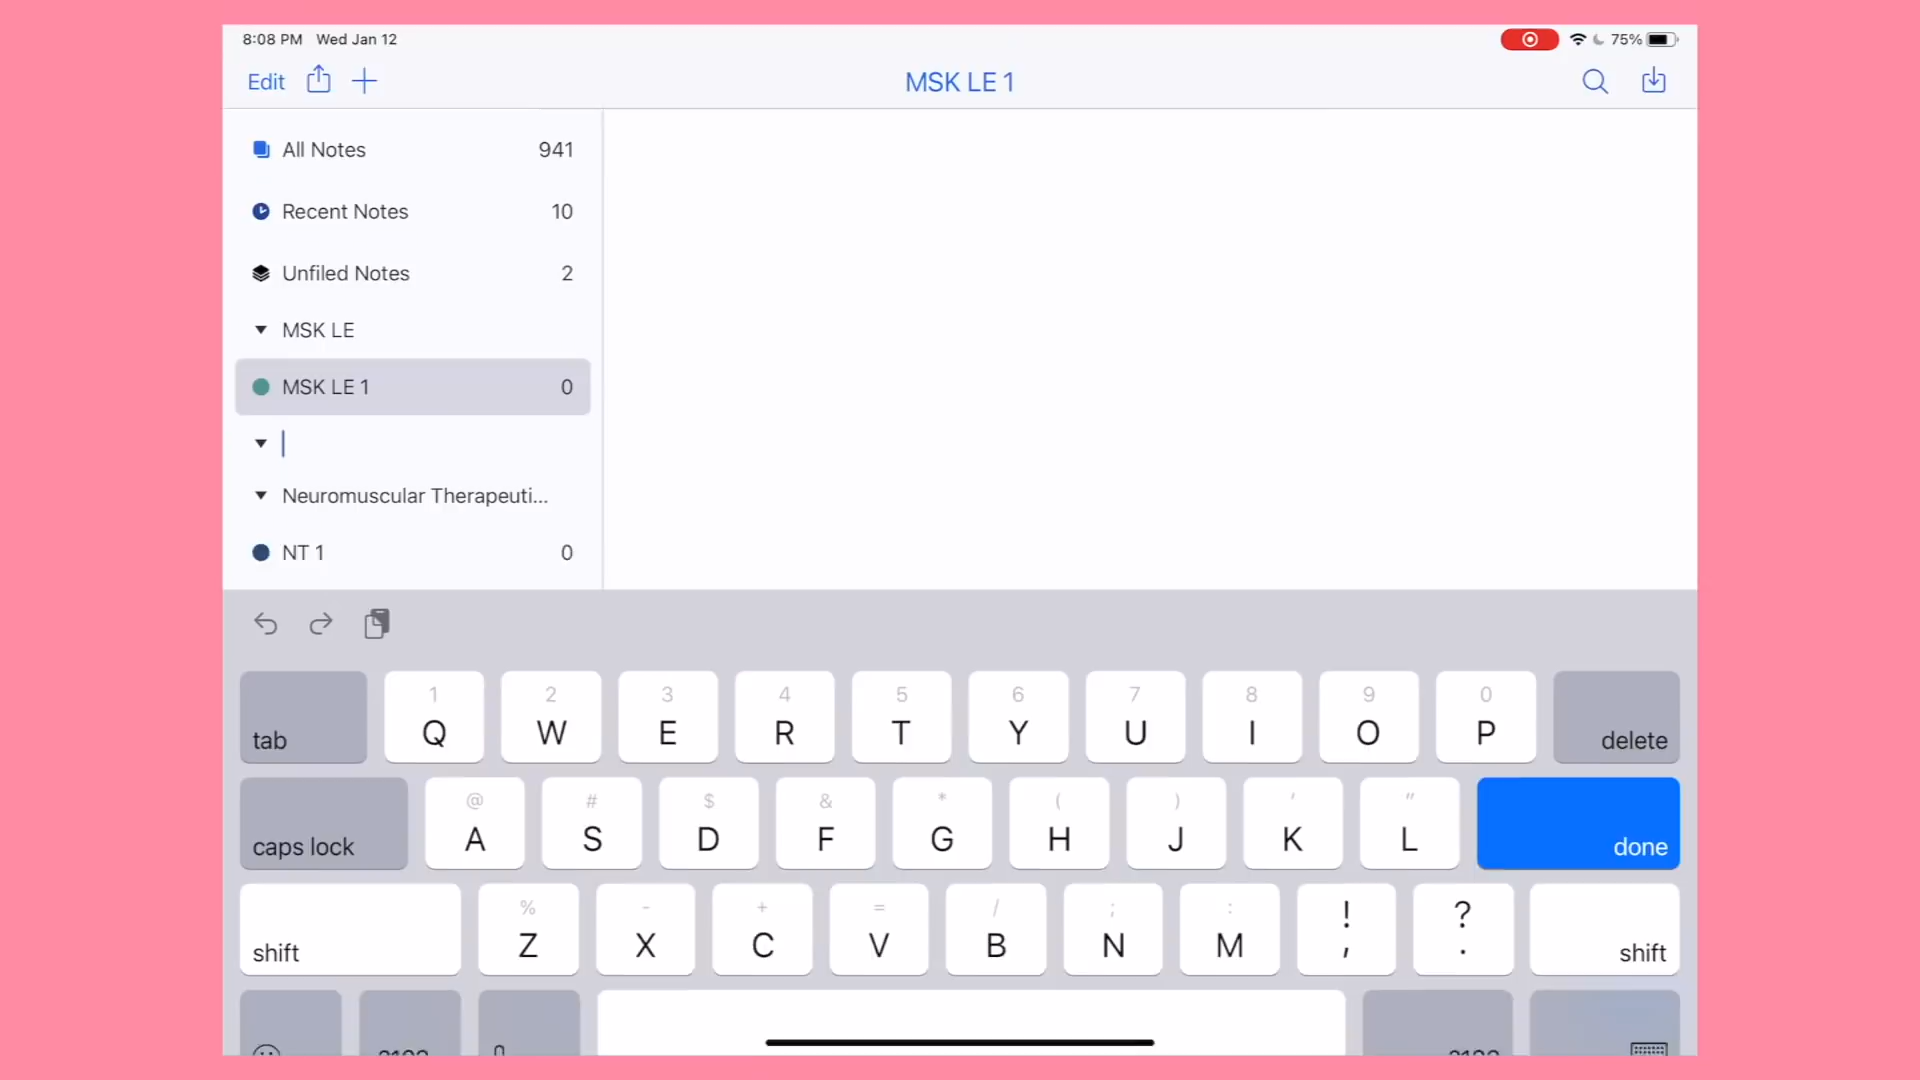 8:08 PM Wed Jan 12
75%
Edit
MSK LE 1
All Notes 941
Recent Notes 10
Unfiled Notes 2
MSK LE
MSK LE 1 0
Neuromuscular Therapeuti...
NT 1 0
tab
1 2 3 4 5 6 7 8 9 0
Q W E R T Y U I O P
delete
caps lock
@ # $ & * ( ) ' "
A S D F G H J K L
done
shift
% - + = / ; : ! ?
Z X C V B N M , .
shift